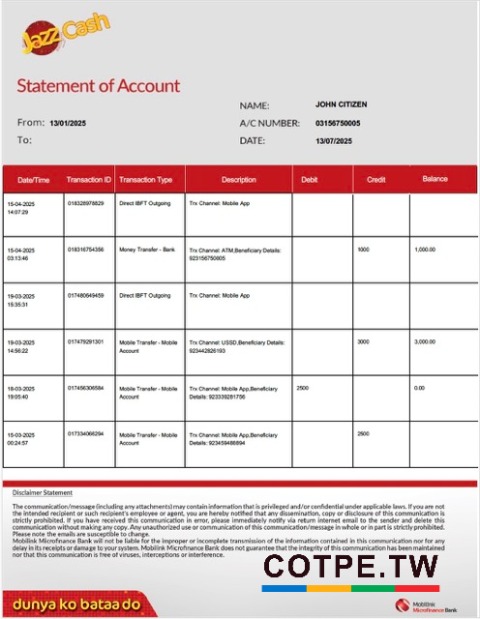 Jazz Cash
Statement of Account
NAME: JOHN CITIZEN
From: 13/01/2025 A/C NUMBER: 03156750005
To: DATE: 13/07/2025
Date/Time Transaction ID Transaction Type Description Debit Credit Balance
15-04-2025 018328978829 Direct IBFT Outgoing Trx Channel: Mobile App
14:07:29
15-04-2025 018316754356 Money Transfer - Bank Trx Channel: ATM,Beneficiary Details: 1000 1,000.00
03:13:46 923156750605
19-03-2025 017480649459 Direct IBFT Outgoing Trx Channel: Mobile App
15:35:31
19-03-2025 017479291301 Mobile Transfer - Mobile Trx Channel: USSD,Beneficiary Details: 3000 3,000.00
14:56:22 Account 923442826193
18-03-2025 017456306584 Mobile Transfer - Mobile Trx Channel: Mobile App,Beneficiary 2500 0.00
19:05:40 Account Details: 923339281756
15-03-2025 017334066294 Mobile Transfer - Mobile Trx Channel: Mobile App,Beneficiary 2500
00:24:57 Account Details: 923459486894
Disclaimer Statement
The communication/message (including any attachments) may contain information that is privileged and/or confidential under applicable laws. If you are not
the intended recipient or such recipient's employee or agent, you are hereby notified that any dissemination, copy or disclosure of this communication is
strictly prohibited. If you have received this communication in error, please immediately notify via return internet email to the sender and delete this
communication without making any copy. Any unauthorized use or communication of this communication/message in whole or in part is strictly prohibited.
Please note the emails are susceptible to change.
Mobilink Microfinance Bank will not be liable for the improper or incomplete transmission of the information contained in this communication nor for any
delay in its receipts or damage to your system. Mobilink Microfinance Bank does not guarantee that the integrity of this communication has been maintained
nor that this communication is free of viruses, interceptions or interference.
COTPE.TW
dunya ko bataa do
Mobilink
Microfinance Bank